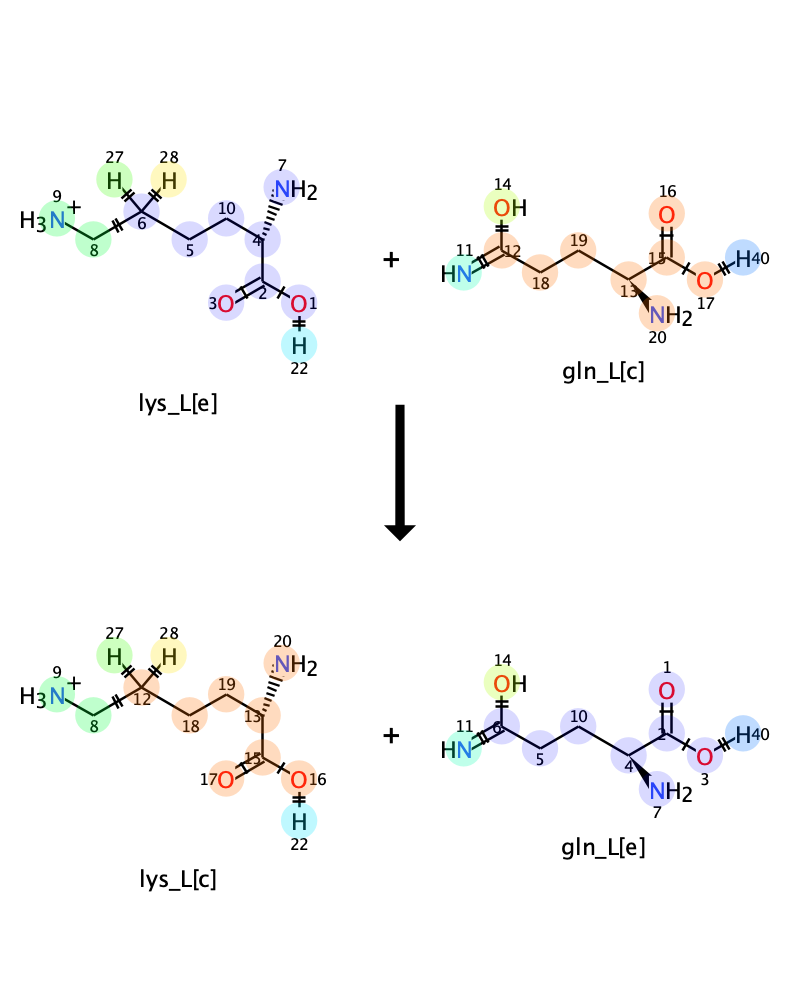 27 28 7
9
H3N+ H H NH2
8 6 5 10 4
3O 2 O1
H
22
lys_L[e]
+
14 16
OH O
11 12 19 15 H40
HN 18 13 O
17
NH2
20
gln_L[c]
27 28 20
9
H3N+ H H NH2
8 12 18 19 13
17O 15 O16
H
22
lys_L[c]
+
14 1
OH O
11 6 10 2 H40
HN 5 4 O
3
NH2
7
gln_L[e]